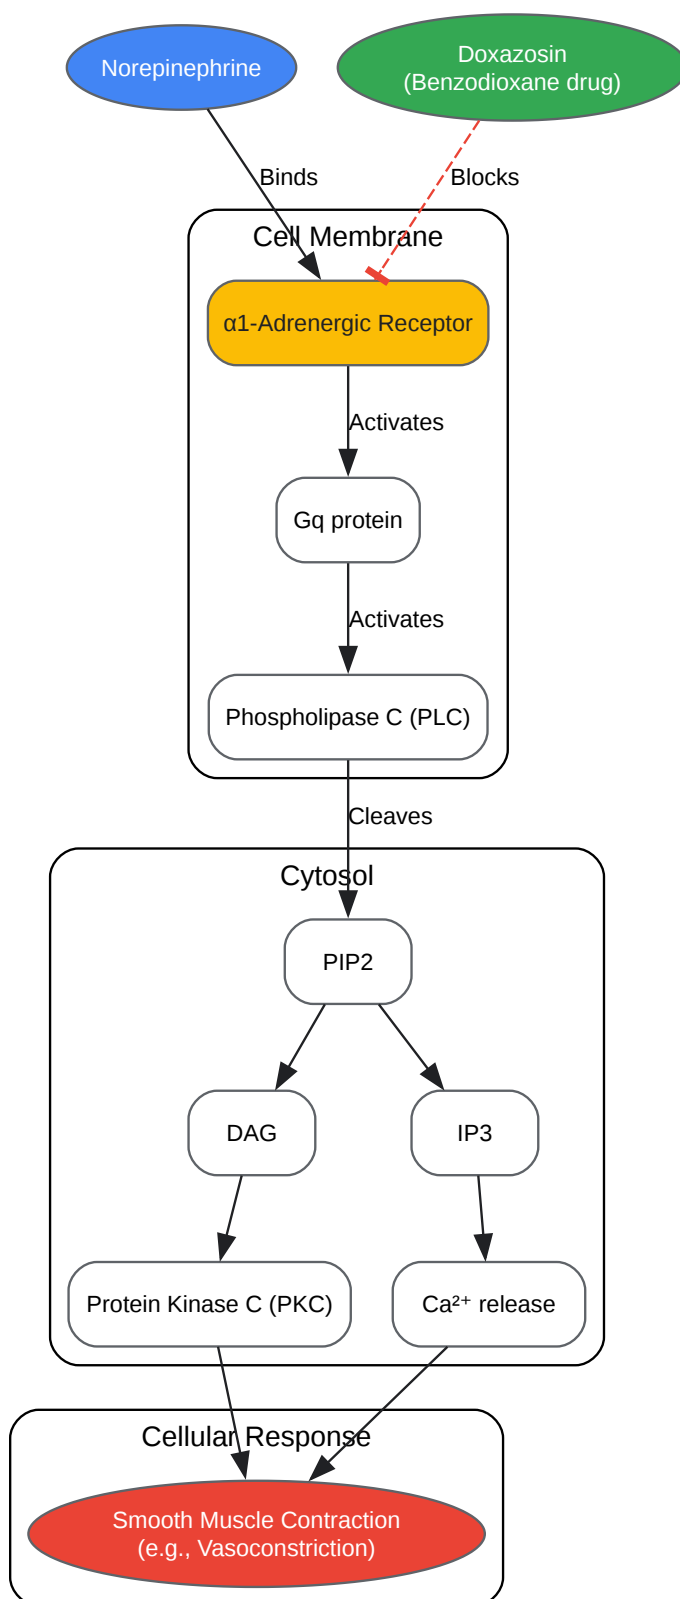 Norepinephrine
Doxazosin
(Benzodioxane drug)
Binds
Blocks
Cell Membrane
α1-Adrenergic Receptor
Activates
Gq protein
Activates
Phospholipase C (PLC)
Cleaves
Cytosol
PIP2
DAG
IP3
Protein Kinase C (PKC)
Ca²⁺ release
Cellular Response
Smooth Muscle Contraction
(e.g., Vasoconstriction)